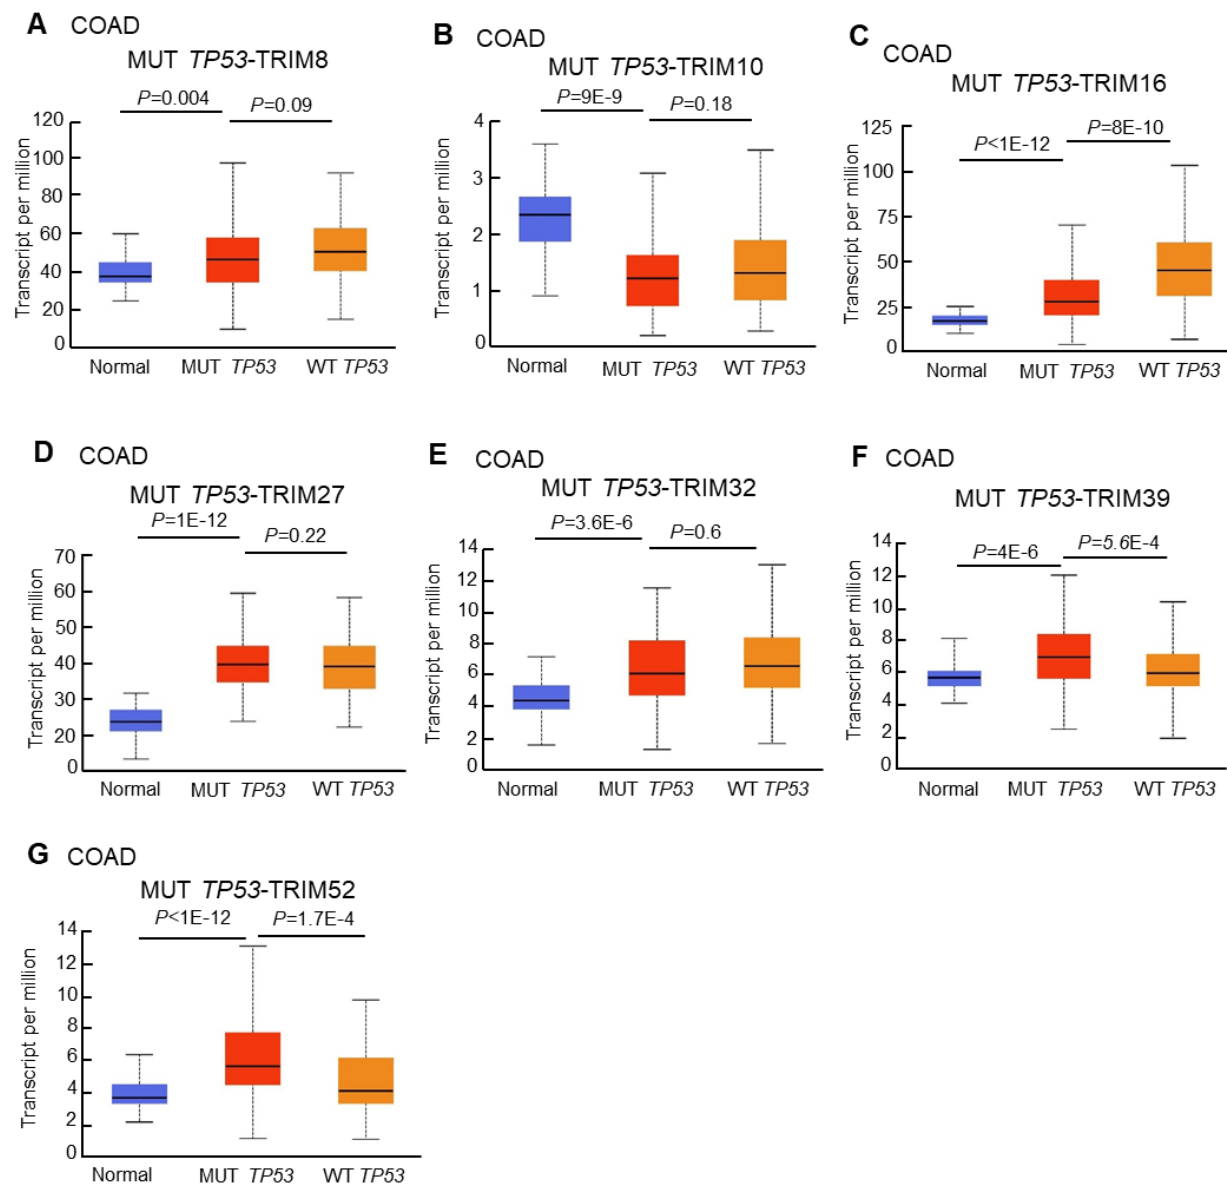 A COAD
MUT TP53-TRIM8
P=0.004
P=0.09
Transcript per million
120
100
80
60
40
20
0
Normal
MUT TP53
WT TP53
B COAD
MUT TP53-TRIM10
P=9E-9
P=0.18
Transcript per million
4
3
2
1
0
Normal
MUT TP53
WT TP53
C COAD
MUT TP53-TRIM16
P<1E-12
P=8E-10
Transcript per million
125
100
75
50
25
0
Normal
MUT TP53
WT TP53
D COAD
MUT TP53-TRIM27
P=1E-12
P=0.22
Transcript per million
70
60
50
40
30
20
0
Normal
MUT TP53
WT TP53
E COAD
MUT TP53-TRIM32
P=3.6E-6
P=0.6
Transcript per million
14
12
10
8
6
4
2
0
Normal
MUT TP53
WT TP53
F COAD
MUT TP53-TRIM39
P=4E-6
P=5.6E-4
Transcript per million
14
12
10
8
6
4
2
0
Normal
MUT TP53
WT TP53
G COAD
MUT TP53-TRIM52
P<1E-12
P=1.7E-4
Transcript per million
14
12
10
8
6
4
2
0
Normal
MUT TP53
WT TP53